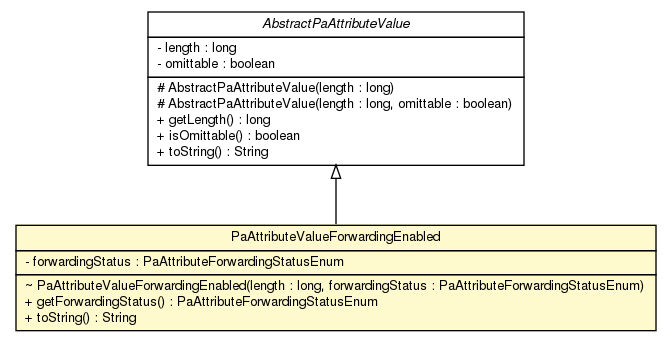 AbstractPaAttributeValue
- length : long
- omittable : boolean
# AbstractPaAttributeValue(length : long)
# AbstractPaAttributeValue(length : long, omittable : boolean)
+ getLength() : long
+ isOmittable() : boolean
+ toString() : String
PaAttributeValueForwardingEnabled
- forwardingStatus : PaAttributeForwardingStatusEnum
~ PaAttributeValueForwardingEnabled(length : long, forwardingStatus : PaAttributeForwardingStatusEnum)
+ getForwardingStatus() : PaAttributeForwardingStatusEnum
+ toString() : String